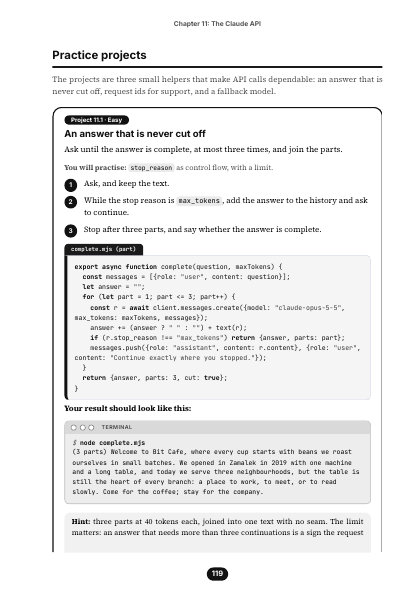 Chapter 11: The Claude API
Practice projects
The projects are three small helpers that make API calls dependable: an answer that is
never cut off, request ids for support, and a fallback model.
Project 11.1 · Easy
An answer that is never cut off
Ask until the answer is complete, at most three times, and join the parts.
You will practise: stop_reason as control flow, with a limit.
1 Ask, and keep the text.
2 While the stop reason is max_tokens, add the answer to the history and ask
to continue.
3 Stop after three parts, and say whether the answer is complete.
complete.mjs (part)
export async function complete(question, maxTokens) {
const messages = [{role: "user", content: question}];
let answer = "";
for (let part = 1; part <= 3; part++) {
const r = await client.messages.create({model: "claude-opus-5-5",
max_tokens: maxTokens, messages});
answer += (answer ? " " : "") + text(r);
if (r.stop_reason !== "max_tokens") return {answer, parts: part};
messages.push({role: "assistant", content: r.content}, {role: "user",
content: "Continue exactly where you stopped."});
}
return {answer, parts: 3, cut: true};
}
Your result should look like this:
TERMINAL
$ node complete.mjs
(3 parts) Welcome to Bit Cafe, where every cup starts with beans we roast
ourselves in small batches. We opened in Zamalek in 2019 with one machine
and a long table, and today we serve three neighbourhoods, but the table is
still the heart of every branch: a place to work, to meet, or to read
slowly. Come for the coffee; stay for the company.
Hint: three parts at 40 tokens each, joined into one text with no seam. The limit
matters: an answer that needs more than three continuations is a sign the request
119